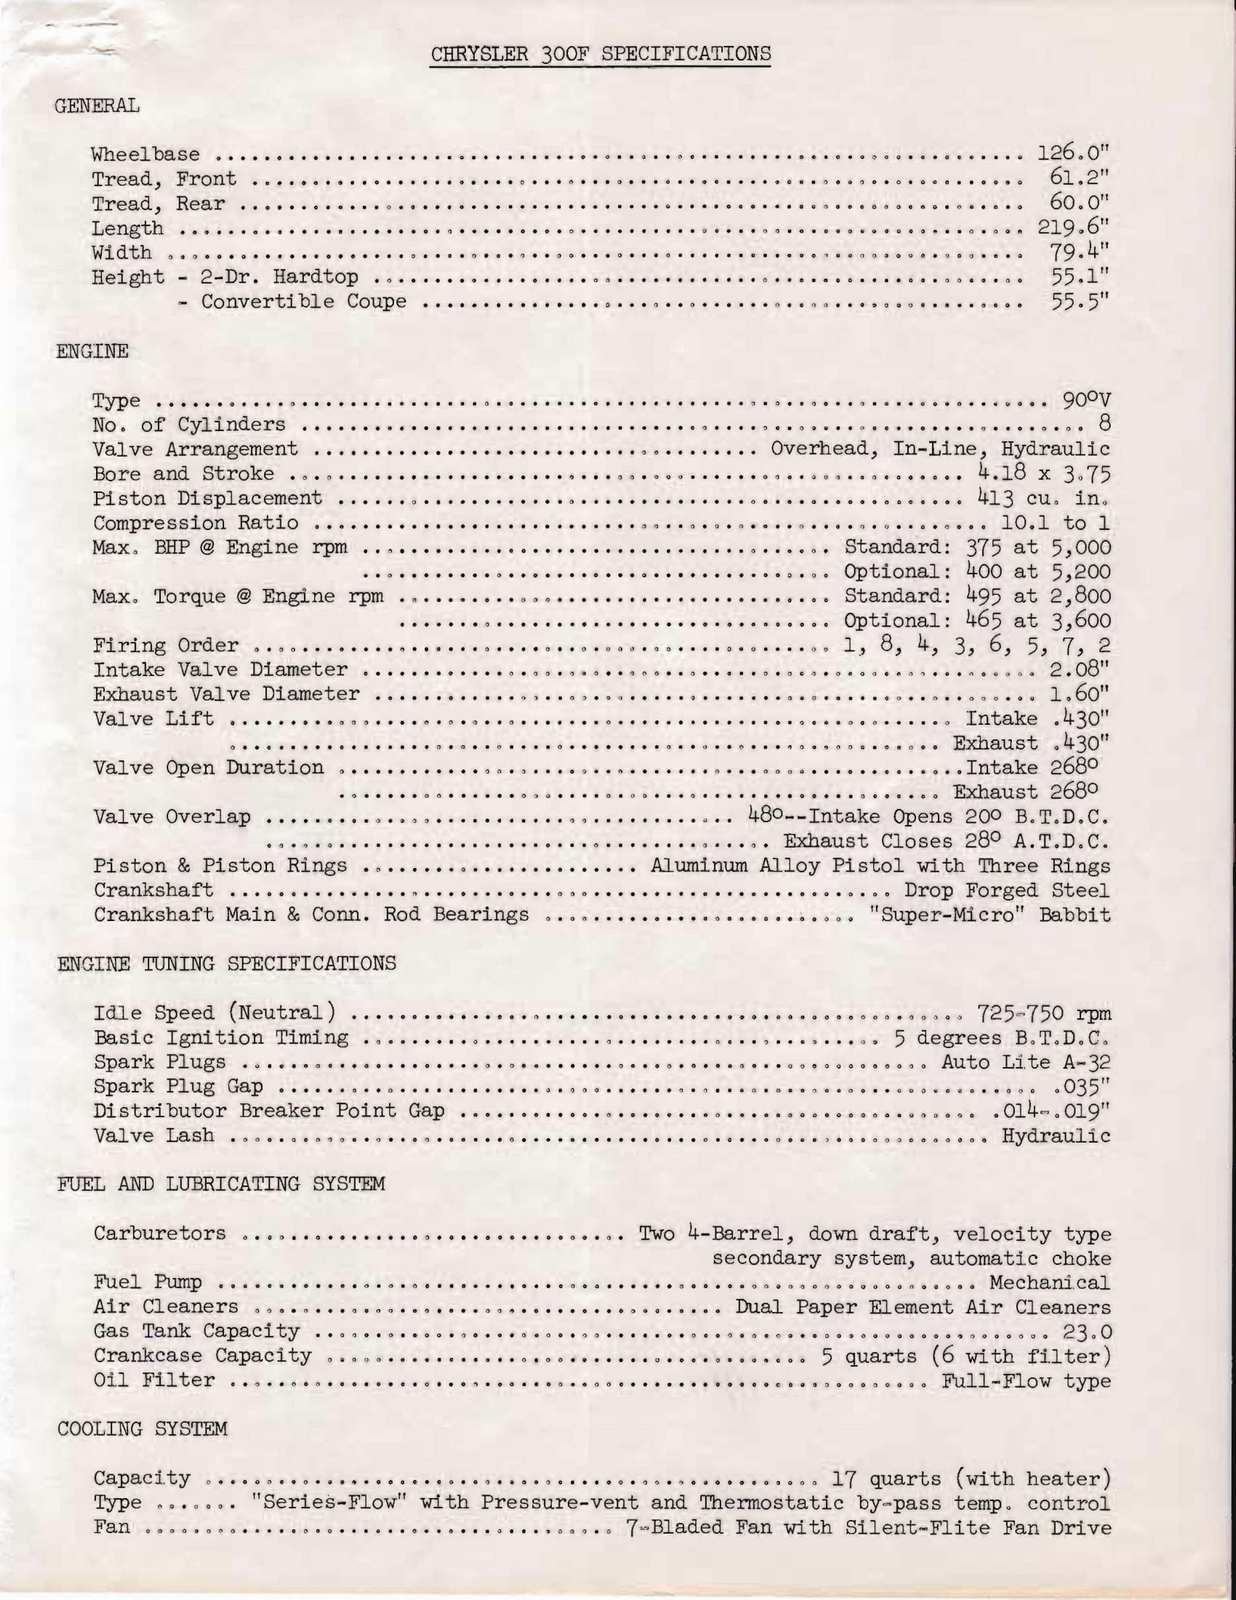 CHRYSLER 300F SPECIFICATIONS
GENERAL
Wheelbase ................................................................... 126.0"
Tread, Front ................................................................ 61.2"
Tread, Rear ................................................................. 60.0"
Length ...................................................................... 219.6"
Width ....................................................................... 79.4"
Height - 2-Dr. Hardtop ...................................................... 55.1"
- Convertible Coupe .................................................. 55.5"
ENGINE
Type .......................................................................... 90°V
No. of Cylinders ................................................................. 8
Valve Arrangement ..................................... Overhead, In-Line, Hydraulic
Bore and Stroke ........................................................ 4.18 x 3.75
Piston Displacement .................................................... 413 cu. in.
Compression Ratio ........................................................ 10.1 to 1
Max. BHP @ Engine rpm ....................................... Standard: 375 at 5,000
....................................... Optional: 400 at 5,200
Max. Torque @ Engine rpm .................................... Standard: 495 at 2,800
.................................... Optional: 465 at 3,600
Firing Order ................................................ 1, 8, 4, 3, 6, 5, 7, 2
Intake Valve Diameter ........................................................ 2.08"
Exhaust Valve Diameter ....................................................... 1.60"
Valve Lift ............................................................ Intake .430"
........................................................... Exhaust .430"
Valve Open Duration ....................................................Intake 268°
.................................................. Exhaust 268°
Valve Overlap ....................................... 48°--Intake Opens 20° B.T.D.C.
.......................................... Exhaust Closes 28° A.T.D.C.
Piston & Piston Rings ....................... Aluminum Alloy Pistol with Three Rings
Crankshaft ....................................................... Drop Forged Steel
Crankshaft Main & Conn. Rod Bearings .......................... "Super-Micro" Babbit
ENGINE TUNING SPECIFICATIONS
Idle Speed (Neutral) ................................................... 725-750 rpm
Basic Ignition Timing ........................................... 5 degrees B.T.D.C.
Spark Plugs ......................................................... Auto Lite A-32
Spark Plug Gap ............................................................... .035"
Distributor Breaker Point Gap ........................................... .014-.019"
Valve Lash ............................................................... Hydraulic
FUEL AND LUBRICATING SYSTEM
Carburetors ................................ Two 4-Barrel, down draft, velocity type
secondary system, automatic choke
Fuel Pump ............................................................... Mechanical
Air Cleaners ....................................... Dual Paper Element Air Cleaners
Gas Tank Capacity ............................................................. 23.0
Crankcase Capacity ........................................ 5 quarts (6 with filter)
Oil Filter .......................................................... Full-Flow type
COOLING SYSTEM
Capacity ................................................... 17 quarts (with heater)
Type ....... "Series-Flow" with Pressure-vent and Thermostatic by-pass temp. control
Fan ....................................... 7-Bladed Fan with Silent-Flite Fan Drive